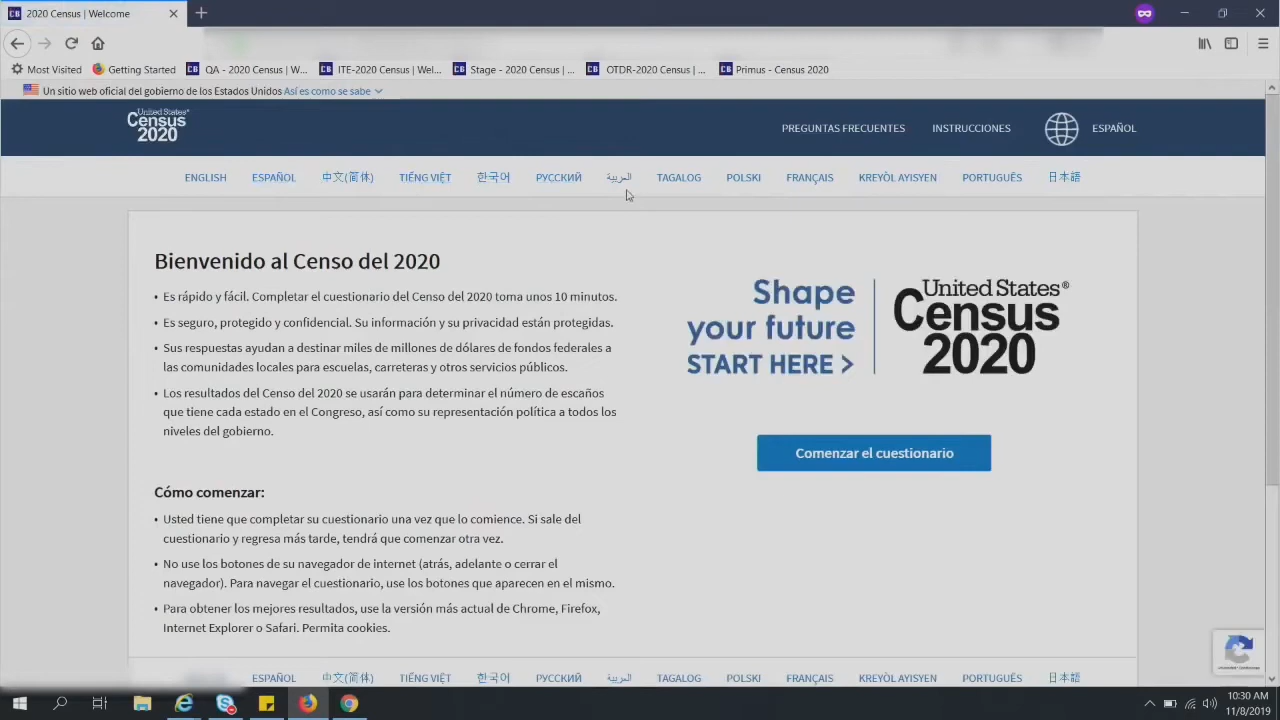 2020 Census | Welcome
Most Visited Getting Started QA - 2020 Census | W... ITE-2020 Census | Wel... Stage - 2020 Census | ... OTDR-2020 Census | ... Primus - Census 2020
Un sitio web oficial del gobierno de los Estados Unidos Así es como se sabe
United States®
Census
2020
PREGUNTAS FRECUENTES INSTRUCCIONES ESPAÑOL
ENGLISH ESPAÑOL 中文(简体) TIẾNG VIỆT 한국어 РУССКИЙ العربية TAGALOG POLSKI FRANÇAIS KREYÒL AYISYEN PORTUGUÊS 日本語
Bienvenido al Censo del 2020
• Es rápido y fácil. Completar el cuestionario del Censo del 2020 toma unos 10 minutos.
• Es seguro, protegido y confidencial. Su información y su privacidad están protegidas.
• Sus respuestas ayudan a destinar miles de millones de dólares de fondos federales a
las comunidades locales para escuelas, carreteras y otros servicios públicos.
• Los resultados del Censo del 2020 se usarán para determinar el número de escaños
que tiene cada estado en el Congreso, así como su representación política a todos los
niveles del gobierno.
Shape
your future
START HERE >
United States®
Census
2020
Comenzar el cuestionario
Cómo comenzar:
• Usted tiene que completar su cuestionario una vez que lo comience. Si sale del
cuestionario y regresa más tarde, tendrá que comenzar otra vez.
• No use los botones de su navegador de internet (atrás, adelante o cerrar el
navegador). Para navegar el cuestionario, use los botones que aparecen en el mismo.
• Para obtener los mejores resultados, use la versión más actual de Chrome, Firefox,
Internet Explorer o Safari. Permita cookies.
ESPAÑOL 中文(简体) TIẾNG VIỆT 한국어 РУССКИЙ العربية TAGALOG POLSKI FRANÇAIS KREYÒL AYISYEN PORTUGUÊS 日本語
10:30 AM
11/8/2019